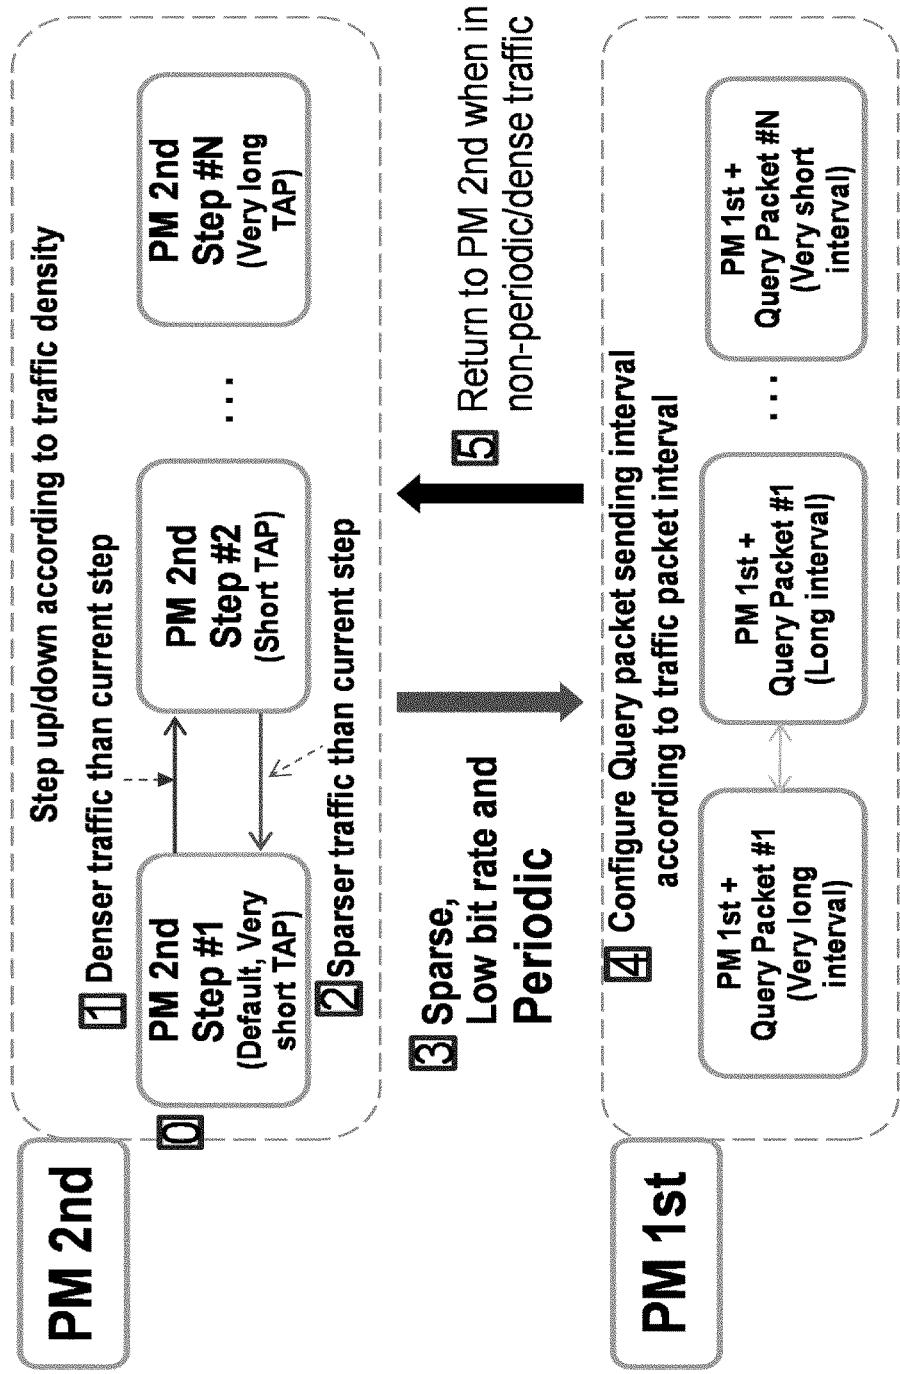 PM 2nd
Step up/down according to traffic density
1 Denser traffic than current step
0
PM 2nd
Step #1
(Default, Very
short TAP)
PM 2nd
Step #2
(Short TAP)
...
PM 2nd
Step #N
(Very long
TAP)
2 Sparser traffic than current step
3 Sparse,
Low bit rate and
Periodic
5 Return to PM 2nd when in
non-periodic/dense traffic
PM 1st
4 Configure Query packet sending interval
according to traffic packet interval
PM 1st +
Query Packet #1
(Very long
interval)
PM 1st +
Query Packet #1
(Long interval)
...
PM 1st +
Query Packet #N
(Very short
interval)